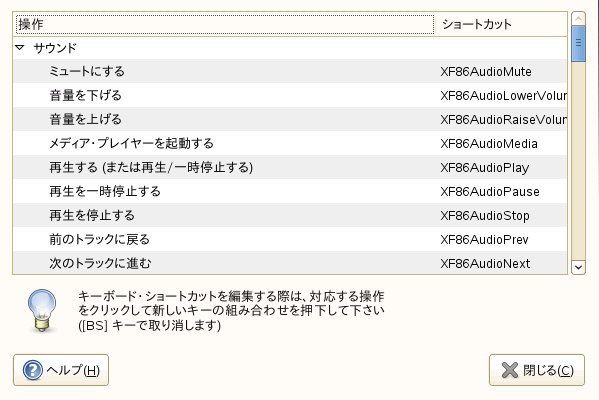 操作 ショートカット
サウンド
ミュートにする XF86AudioMute
音量を下げる XF86AudioLowerVolum
音量を上げる XF86AudioRaiseVolum
メディア・プレイヤーを起動する XF86AudioMedia
再生する (または再生/一時停止する) XF86AudioPlay
再生を一時停止する XF86AudioPause
再生を停止する XF86AudioStop
前のトラックに戻る XF86AudioPrev
次のトラックに進む XF86AudioNext
キーボード・ショートカットを編集する際は、対応する操作
をクリックして新しいキーの組み合わせを押下して下さい
([BS] キーで取り消します)
ヘルプ(H) 閉じる(C)